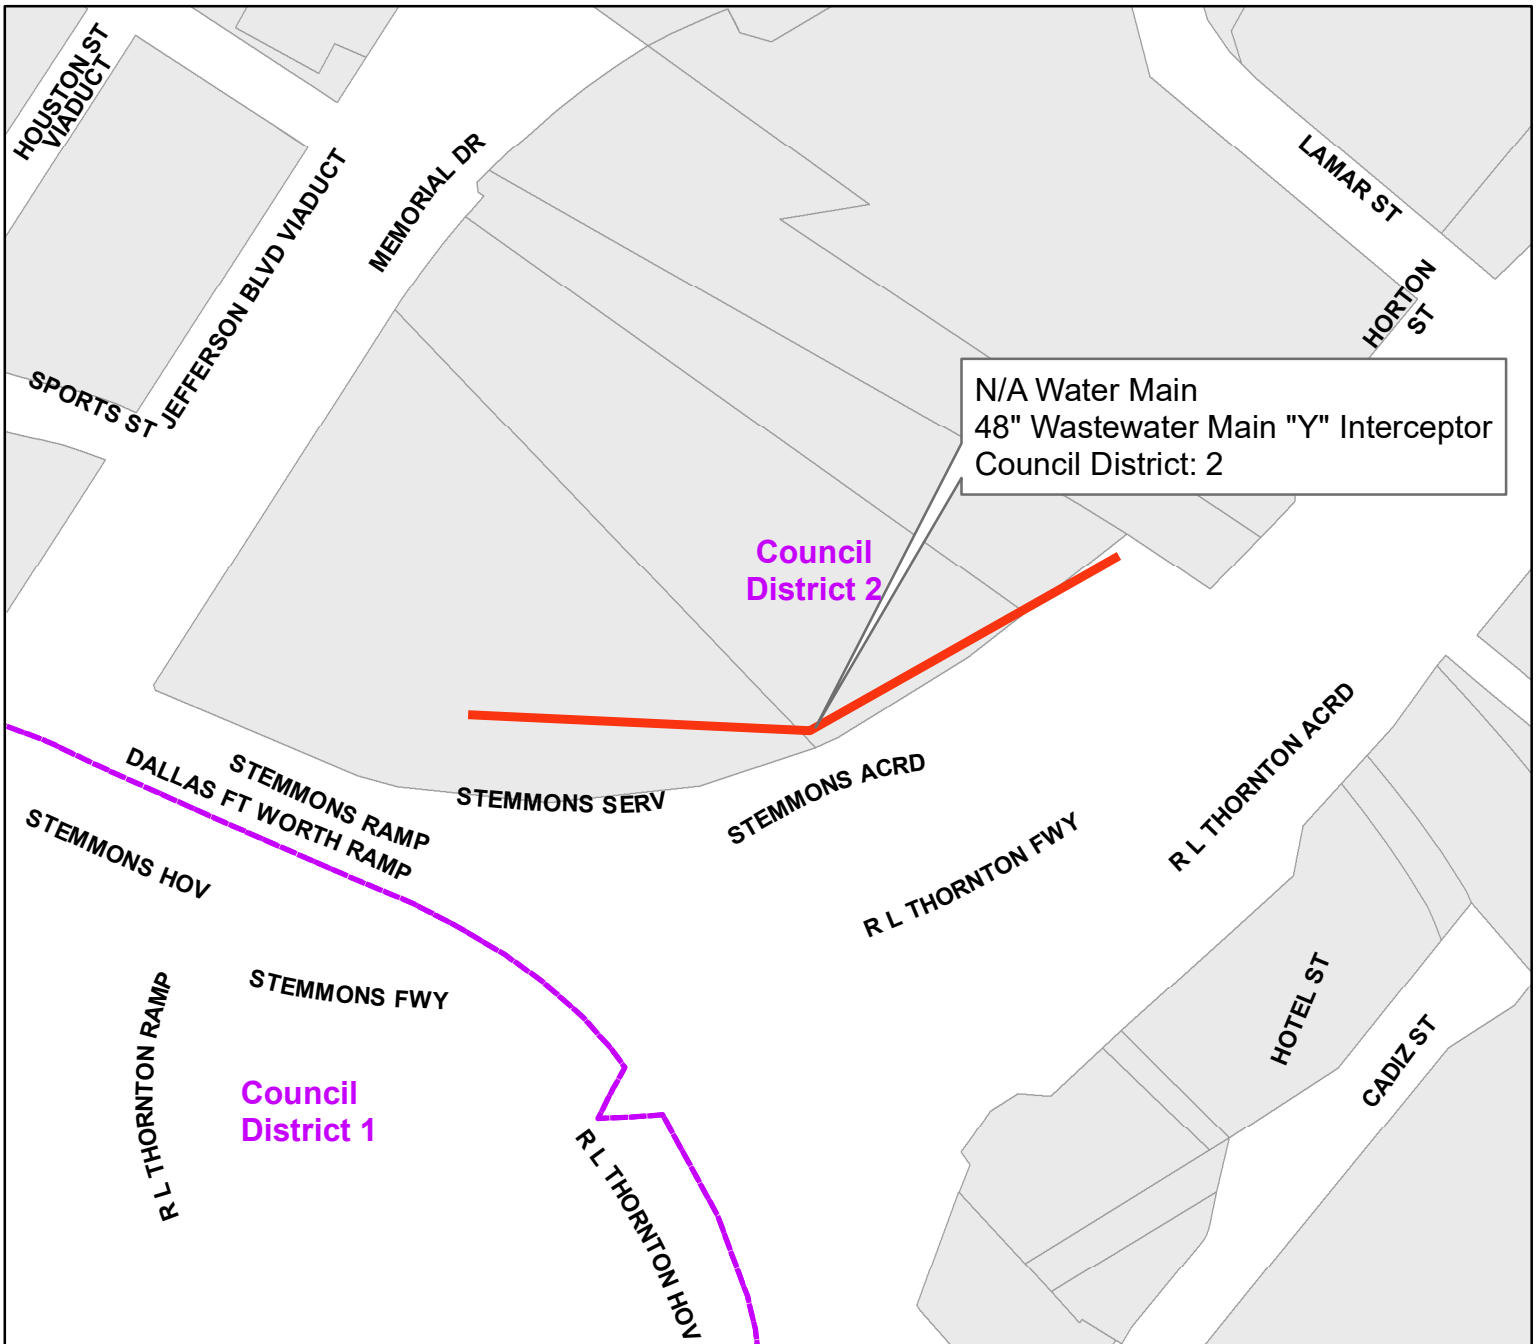 HOUSTON ST
VIADUCT
MEMORIAL DR
LAMAR ST
JEFFERSON BLVD VIADUCT
HORTON
ST
SPORTS ST
N/A Water Main
48" Wastewater Main "Y" Interceptor
Council District: 2
Council
District 2
STEMMONS RAMP
DALLAS FT WORTH RAMP
STEMMONS SERV
STEMMONS ACRD
R L THORNTON ACRD
STEMMONS HOV
R L THORNTON FWY
STEMMONS FWY
R L THORNTON RAMP
HOTEL ST
CADIZ ST
Council
District 1
R L THORNTON HOV